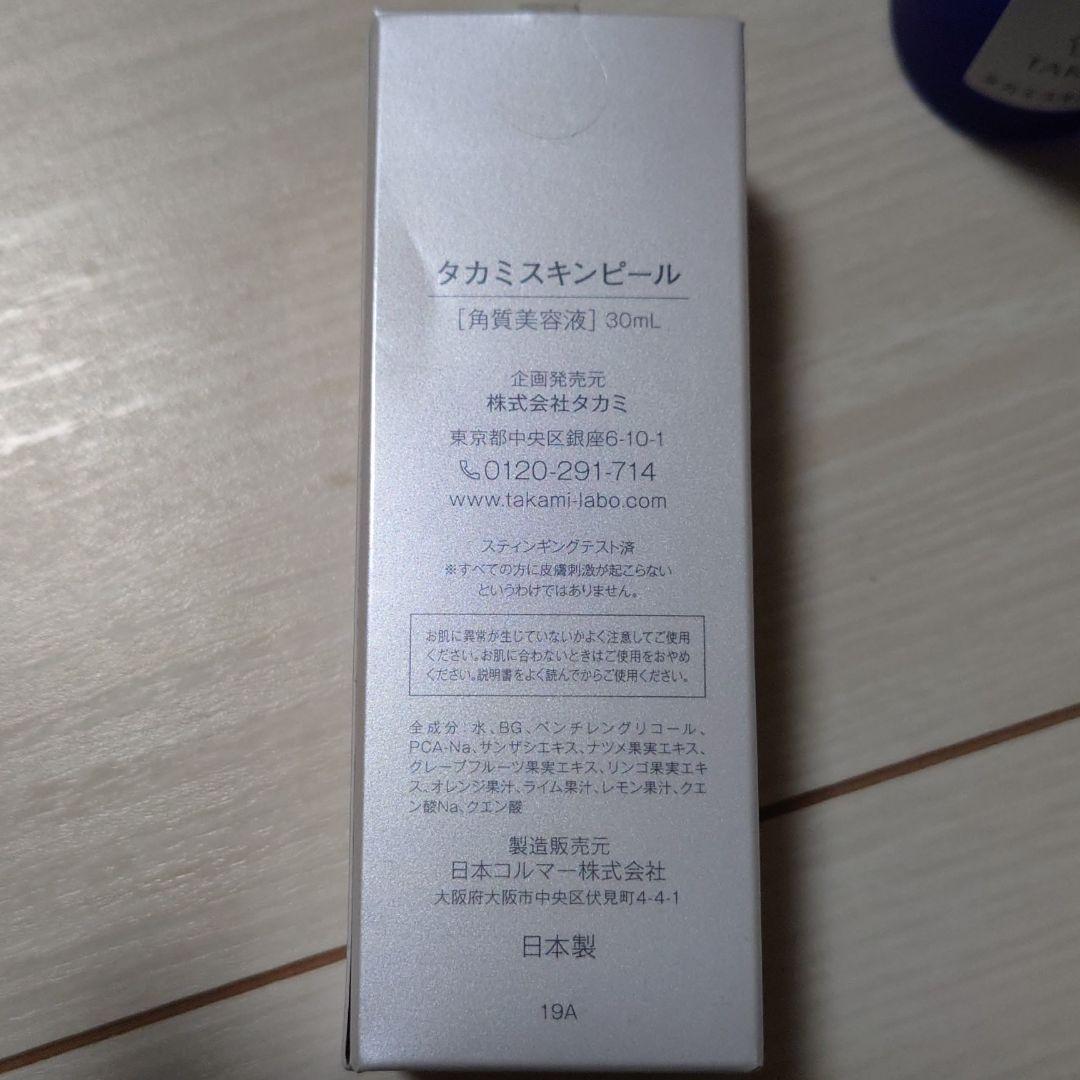 タカミスキンピール
[角質美容液] 30mL
企画発売元
株式会社タカミ
東京都中央区銀座6-10-1
0120-291-714
www.takami-labo.com
スティンギングテスト済
※すべての方に皮膚刺激が起こらない
というわけではありません。
お肌に異常が生じていないかよく注意してご使用
ください。お肌に合わないときはご使用をおやめ
ください。説明書をよく読んでからご使用ください。
全成分:水、BG、ペンチレングリコール、
PCA-Na、サンザシエキス、ナツメ果実エキス、
グレープフルーツ果実エキス、リンゴ果実エキ
ス、オレンジ果汁、ライム果汁、レモン果汁、クエ
ン酸Na、クエン酸
製造販売元
日本コルマー株式会社
大阪府大阪市中央区伏見町4-4-1
日本製
19A